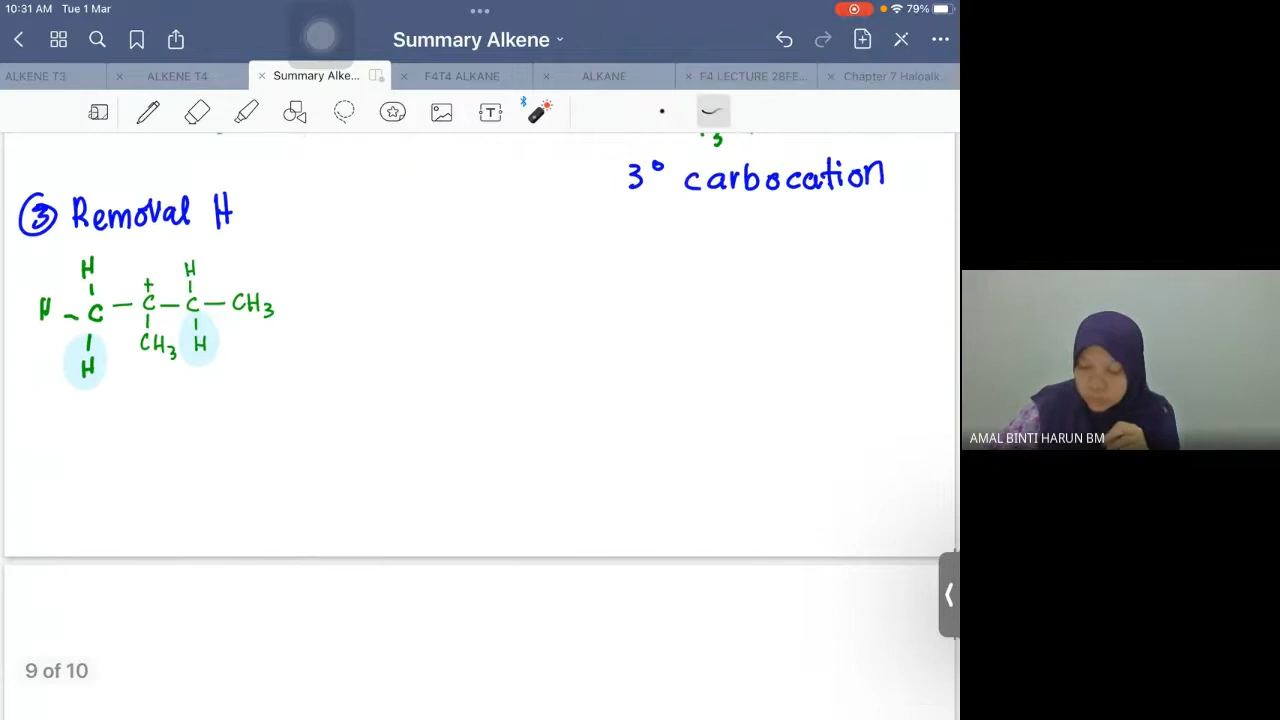 10:31 AM Tue 1 Mar
79%
Summary Alkene
ALKENE T3
ALKENE T4
Summary Alke...
F4T4 ALKANE
ALKANE
F4 LECTURE 28FE...
Chapter 7 Haloalk
3
3° carbocation
③ Removal H
H H
H - C - C+ - C - CH3
H CH3 H
9 of 10
AMAL BINTI HARUN BM